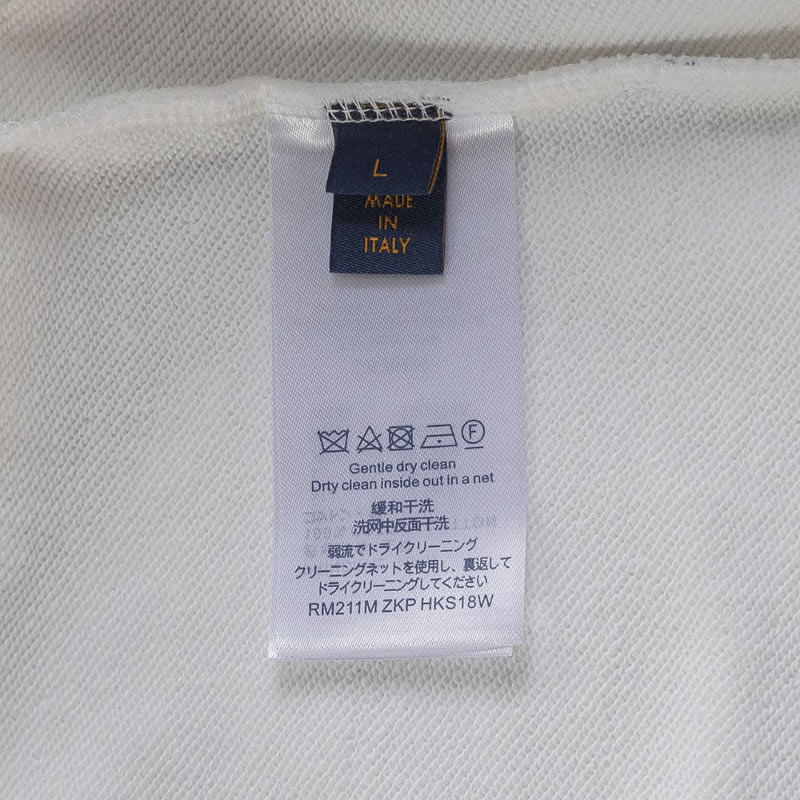 L
MADE
IN
ITALY
F
Gentle dry clean
Drty clean inside out in a net
缓和干洗
洗网中反面干洗
弱流でドライクリーニング
クリーニングネットを使用し、裏返して
ドライクリーニングしてください
RM211M ZKP HKS18W